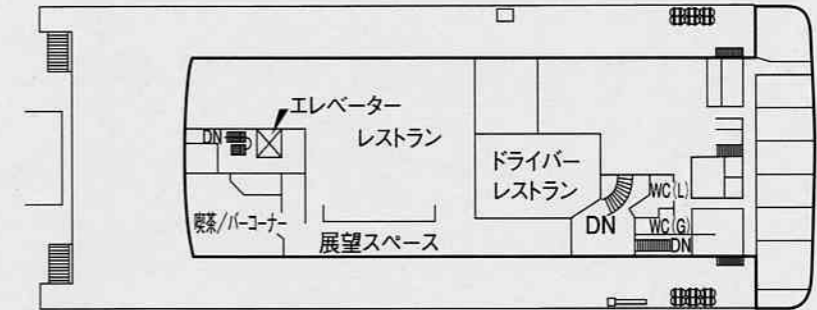 エレベーター
DN
レストラン
ドライバー
レストラン
WC(L)
喫茶/バーコーナー
展望スペース
DN
WC(G)
DN